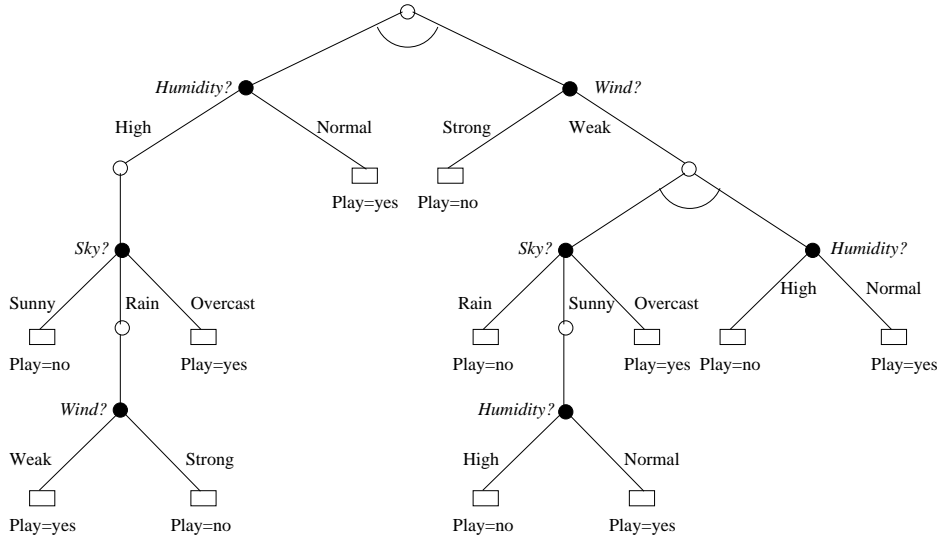 Humidity?
Wind?
High
Normal
Strong
Weak
Play=yes
Play=no
Sky?
Sky?
Humidity?
Sunny
Rain
Overcast
Rain
Sunny
Overcast
High
Normal
Play=no
Play=yes
Play=no
Play=yes
Play=no
Play=yes
Wind?
Humidity?
Weak
Strong
High
Normal
Play=yes
Play=no
Play=no
Play=yes